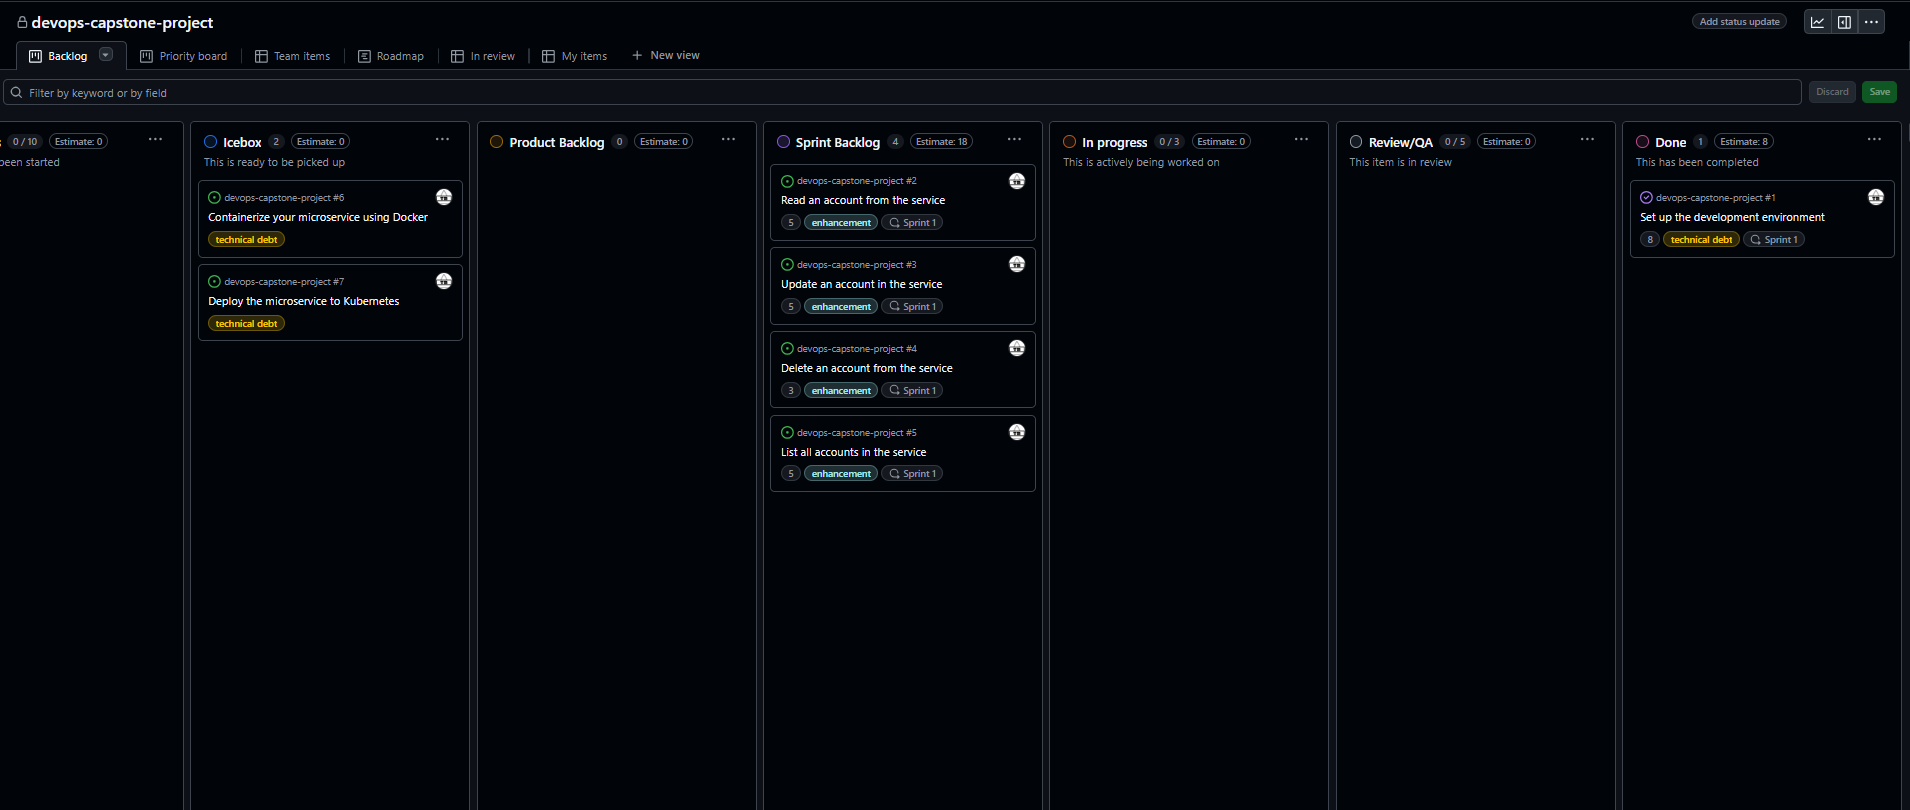 devops-capstone-project
Add status update
Backlog
Priority board
Team items
Roadmap
In review
My items
New view
Filter by keyword or by field
Discard
Save
0 / 10 Estimate: 0
been started
Icebox 2 Estimate: 0
This is ready to be picked up
devops-capstone-project #6
Containerize your microservice using Docker
technical debt
devops-capstone-project #7
Deploy the microservice to Kubernetes
technical debt
Product Backlog 0 Estimate: 0
Sprint Backlog 4 Estimate: 18
devops-capstone-project #2
Read an account from the service
5 enhancement Sprint 1
devops-capstone-project #3
Update an account in the service
5 enhancement Sprint 1
devops-capstone-project #4
Delete an account from the service
3 enhancement Sprint 1
devops-capstone-project #5
List all accounts in the service
5 enhancement Sprint 1
In progress 0 / 3 Estimate: 0
This is actively being worked on
Review/QA 0 / 5 Estimate: 0
This item is in review
Done 1 Estimate: 8
This has been completed
devops-capstone-project #1
Set up the development environment
8 technical debt Sprint 1